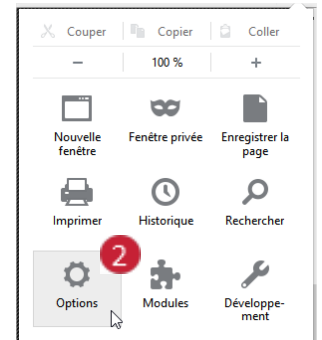 Couper Copier Coller
− 100 % +
Nouvelle fenêtre Fenêtre privée Enregistrer la page
Imprimer Historique Rechercher
2
Options Modules Développe-
ment